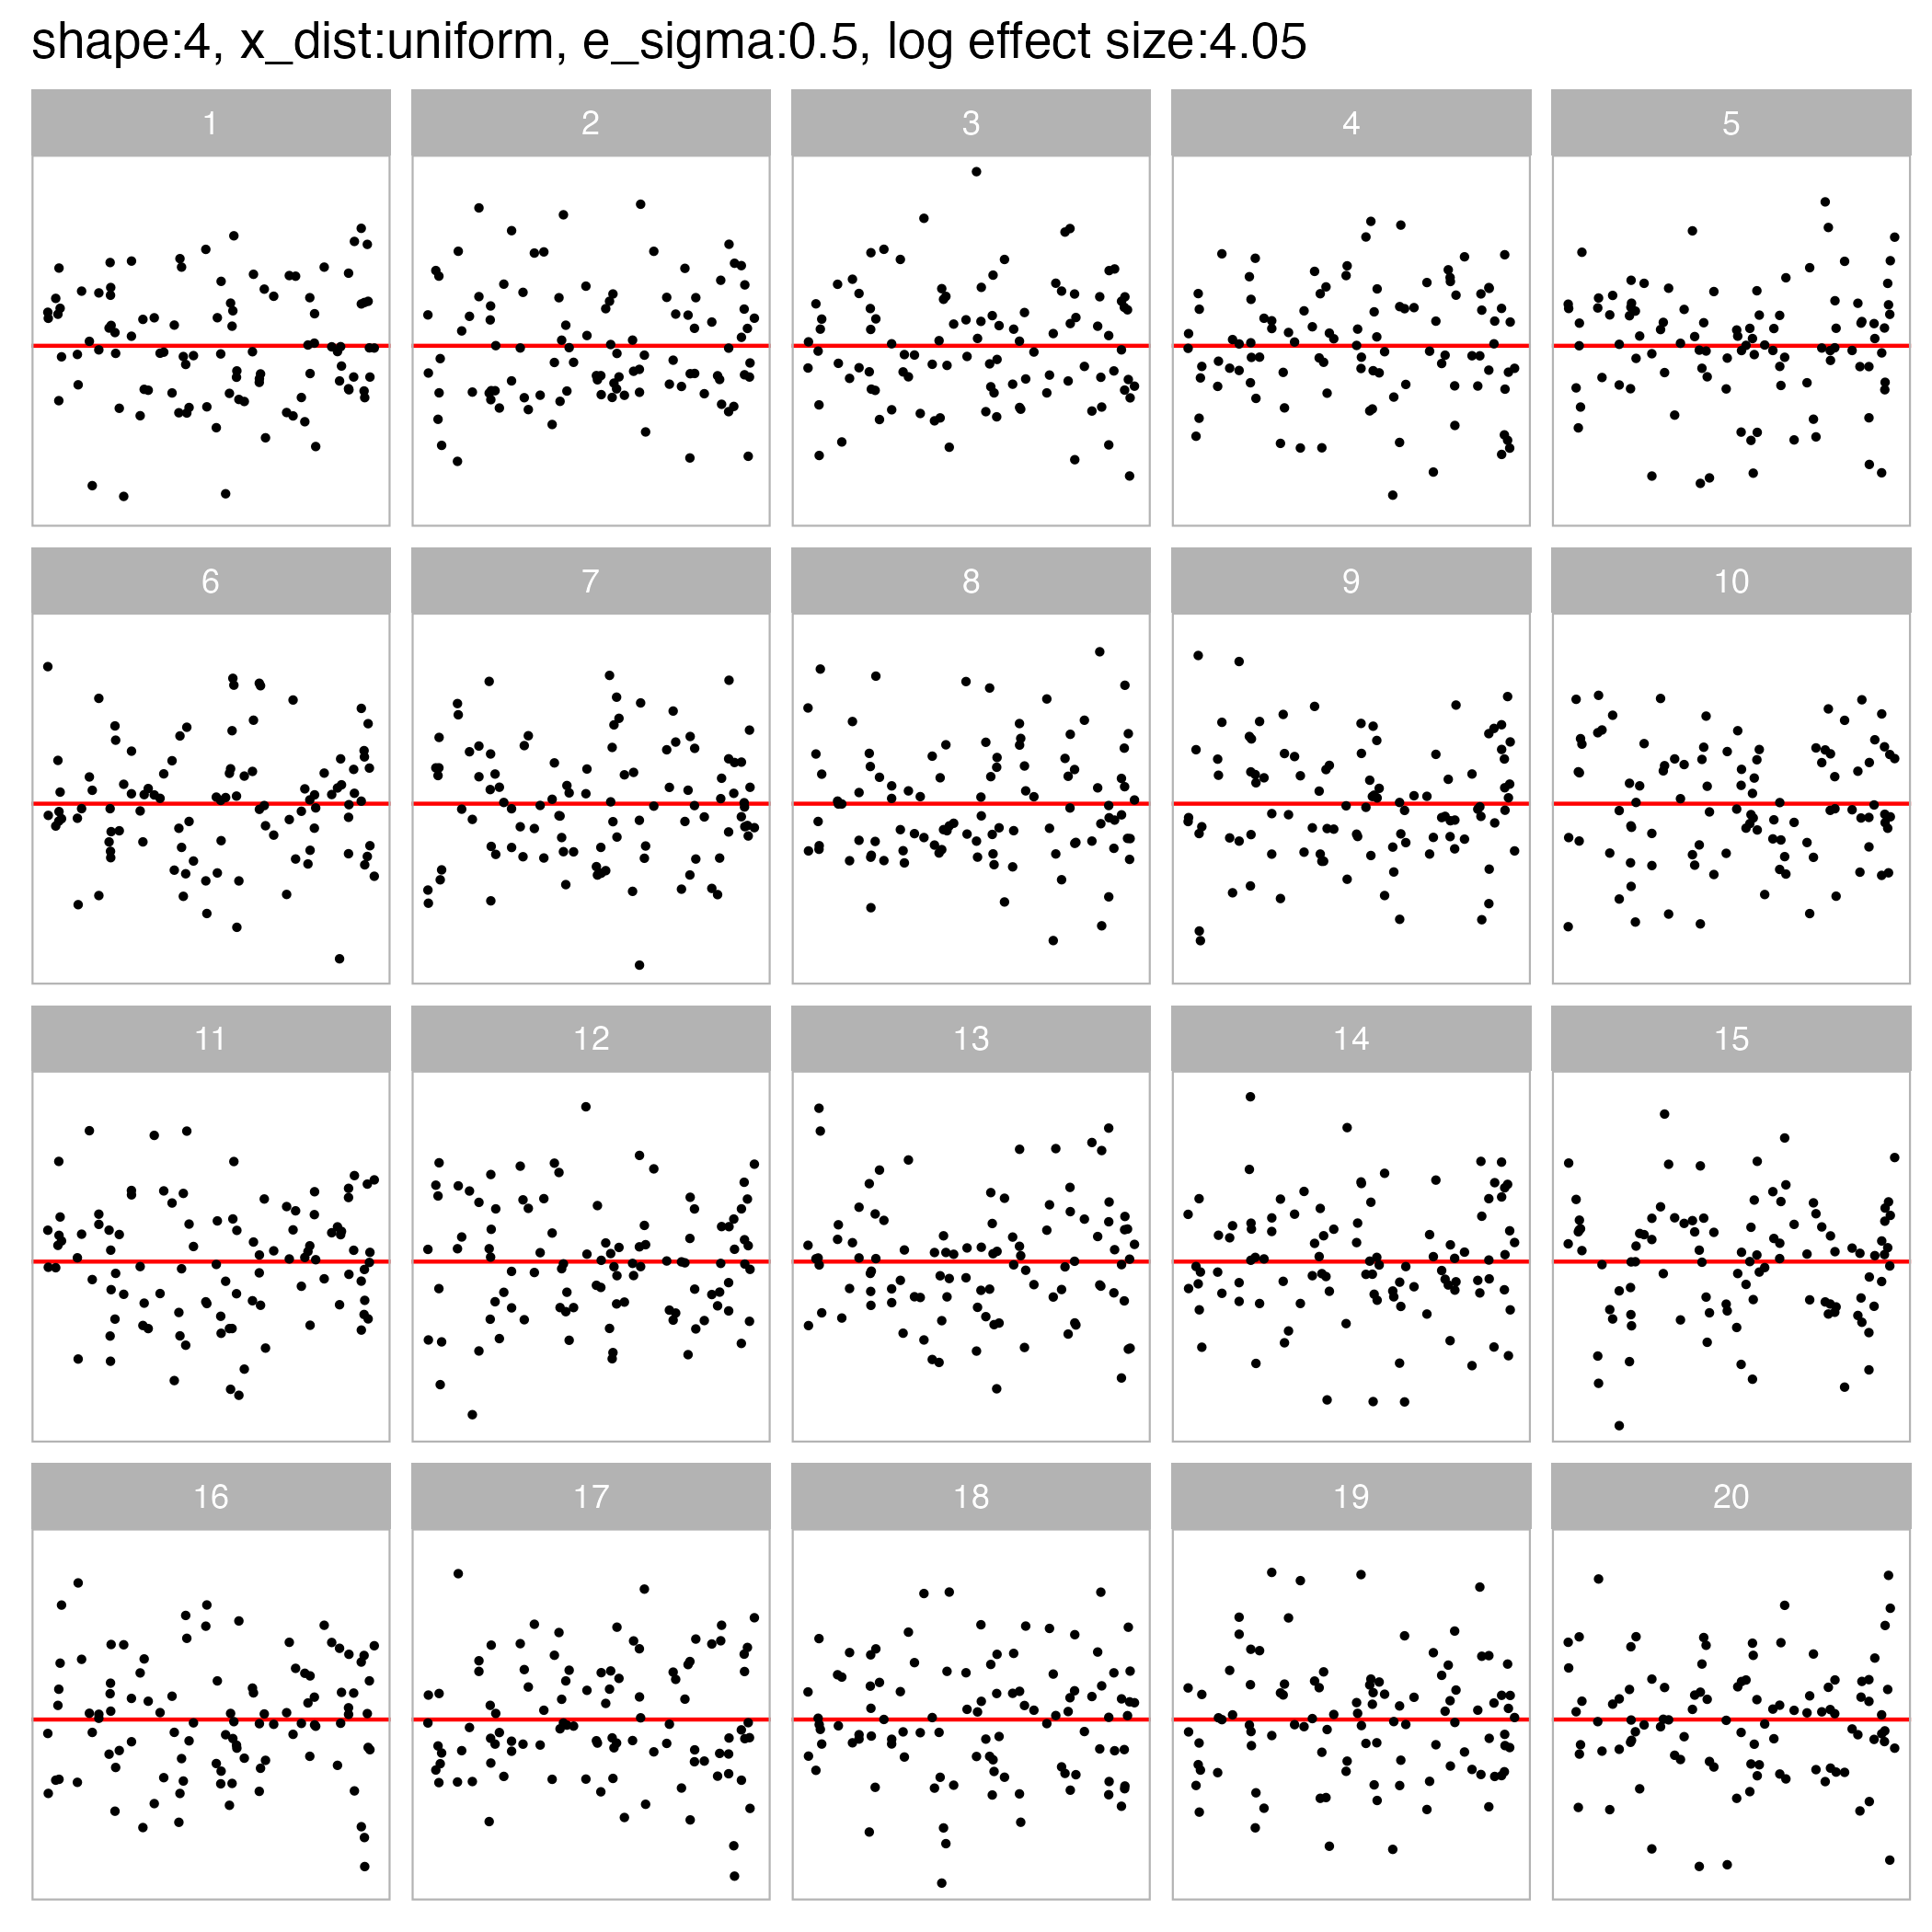 shape:4, x_dist:uniform, e_sigma:0.5, log effect size:4.05
1 2 3 4 5
6 7 8 9 10
11 12 13 14 15
16 17 18 19 20